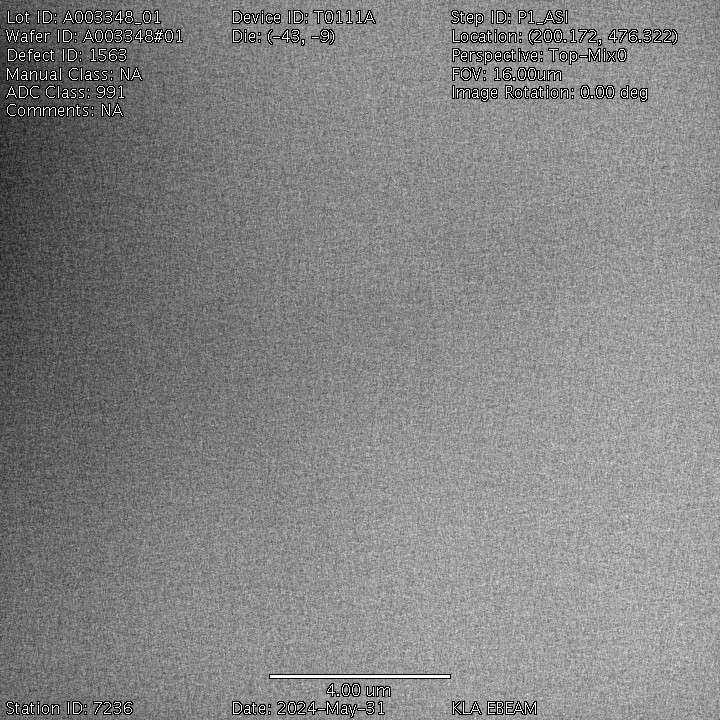 Lot ID: A003348_01
Wafer ID: A003348#01
Defect ID: 1563
Manual Class: NA
ADC Class: 991
Comments: NA
Device ID: T0111A
Die: (-43, -9)
Step ID: P1_ASI
Location: (200.172, 476.322)
Perspective: Top-Mix0
FOV: 16.00um
Image Rotation: 0.00 deg
4.00 um
Station ID: 7236
Date: 2024-May-31
KLA EBEAM